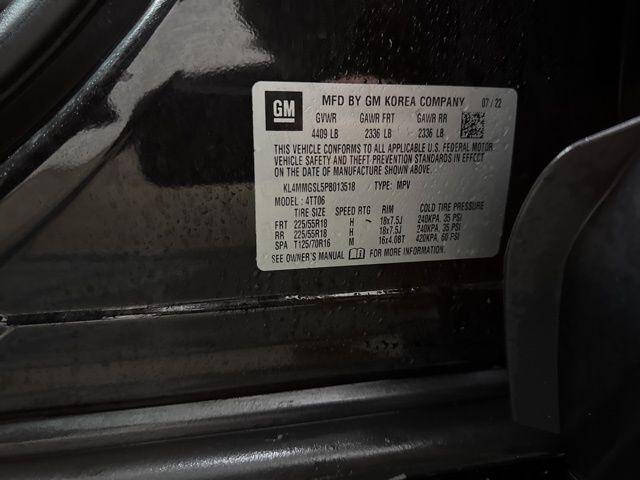 GM
MFD BY GM KOREA COMPANY 07/22
GVWR GAWR FRT GAWR RR
4409 LB 2336 LB 2336 LB
THIS VEHICLE CONFORMS TO ALL APPLICABLE U.S. FEDERAL MOTOR
VEHICLE SAFETY AND THEFT PREVENTION STANDARDS IN EFFECT
ON THE DATE OF MANUFACTURE SHOWN ABOVE.
KL4MMGSL5PB013518 TYPE: MPV
MODEL: 4TT06
TIRE SIZE SPEED RTG RIM COLD TIRE PRESSURE
FRT 225/55R18 H 18x7.5J 240KPA, 35 PSI
RR 225/55R18 H 18x7.5J 240KPA, 35 PSI
SPA T125/70R16 M 16x4.0BT 420KPA, 60 PSI
SEE OWNER'S MANUAL FOR MORE INFORMATION.